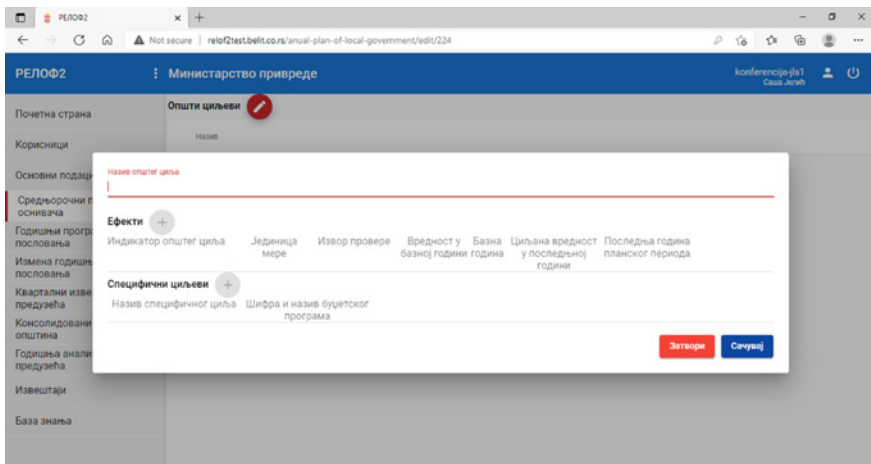 РЕЛОФ2
Not secure | relof2test.belit.co.rs/anual-plan-of-local-government/edit/224
РЕЛОФ2
Министарство привреде
konferencija-jls1
Саша Јегић
Почетна страна
Корисници
Основни подаци
Средњорочни п
оснивача
Годишњи програ
пословања
Измена годишњ
пословања
Квартални изве
предузећа
Консолидовани
општина
Годишња анали
предузећа
Извештаји
База знања
Општи циљеви
Назив
Назив општег циља
Ефекти +
Индикатор општег циља
Јединица
мере
Извор провере
Вредност у
базној години
Базна
година
Циљана вредност
у последњој
години
Последња година
планског периода
Специфични циљеви +
Назив специфичног циља
Шифра и назив буџетског
програма
Затвори
Сачувај